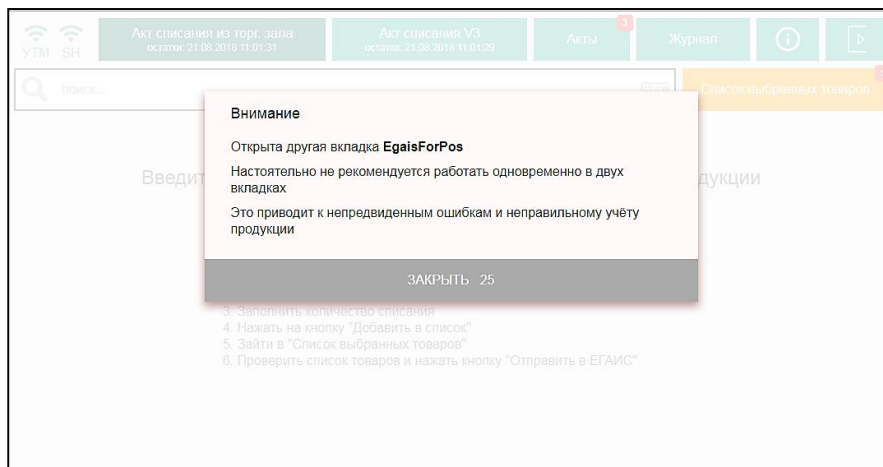 Акт списания из торг. зала
остатки: 21.08.2018 11:01:31
Акт списания V3
остатки: 21.08.2018 11:01:29
Акты
3
Журнал
УТМ SH
поиск...
Список выбранных товаров
Внимание
Открыта другая вкладка EgaisForPos
Настоятельно не рекомендуется работать одновременно в двух
вкладках
Это приводит к непредвиденным ошибкам и неправильному учёту
продукции
Введит
дукции
ЗАКРЫТЬ 25
3. Заполнить количество списания
4. Нажать на кнопку "Добавить в список"
5. Зайти в "Список выбранных товаров"
6. Проверить список товаров и нажать кнопку "Отправить в ЕГАИС"